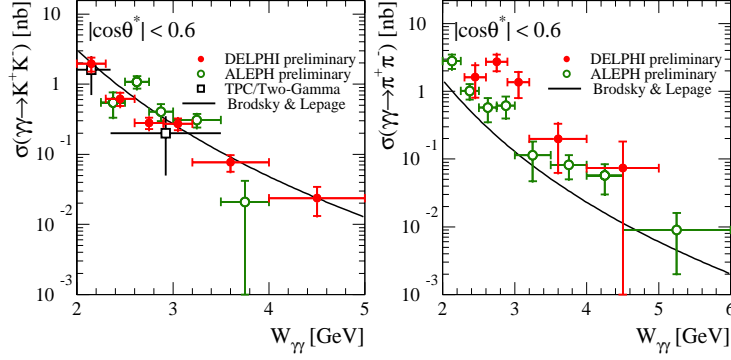 σ(γγ→K⁺K⁻) [nb]
|cosθ*| < 0.6
DELPHI preliminary
ALEPH preliminary
TPC/Two-Gamma
Brodsky & Lepage
10
1
10⁻¹
10⁻²
10⁻³
2 3 4 5
Wγγ [GeV]
σ(γγ→π⁺π⁻) [nb]
|cosθ*| < 0.6
DELPHI preliminary
ALEPH preliminary
Brodsky & Lepage
10
1
10⁻¹
10⁻²
10⁻³
2 3 4 5 6
Wγγ [GeV]